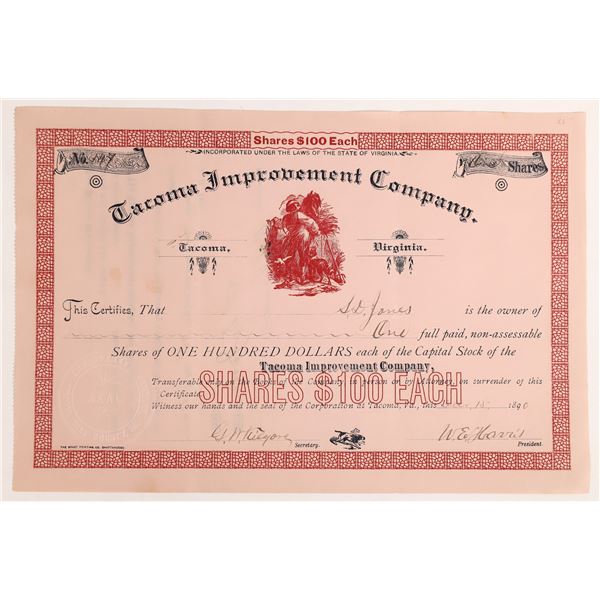 Shares $100 Each
No. 147
INCORPORATED UNDER THE LAWS OF THE STATE OF VIRGINIA.
Shares
Tacoma Improvement Company.
Tacoma, Virginia.
This Certifies, That S.D. Jones is the owner of
One full paid, non-assessable
Shares of ONE HUNDRED DOLLARS each of the Capital Stock of the
Tacoma Improvement Company,
Transferable only on the Books of the Company, in person or by Attorney, on surrender of this
Certificate.
SHARES $100 EACH
Witness our hands and the seal of the Corporation at Tacoma, Va., this 15, 1890
Secretary. W.E. Harris
President.